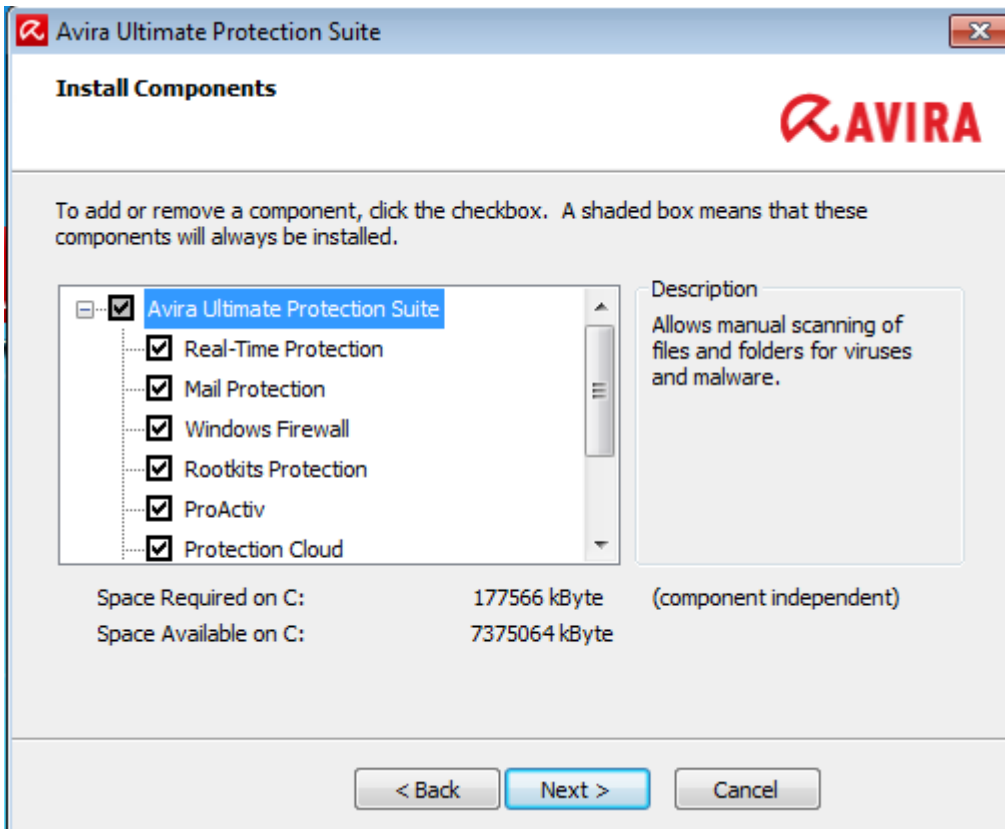 Avira Ultimate Protection Suite
Install Components
AVIRA
To add or remove a component, click the checkbox. A shaded box means that these
components will always be installed.
Avira Ultimate Protection Suite
Real-Time Protection
Mail Protection
Windows Firewall
Rootkits Protection
ProActiv
Protection Cloud
Description
Allows manual scanning of
files and folders for viruses
and malware.
Space Required on C: 177566 kByte (component independent)
Space Available on C: 7375064 kByte
< Back Next > Cancel